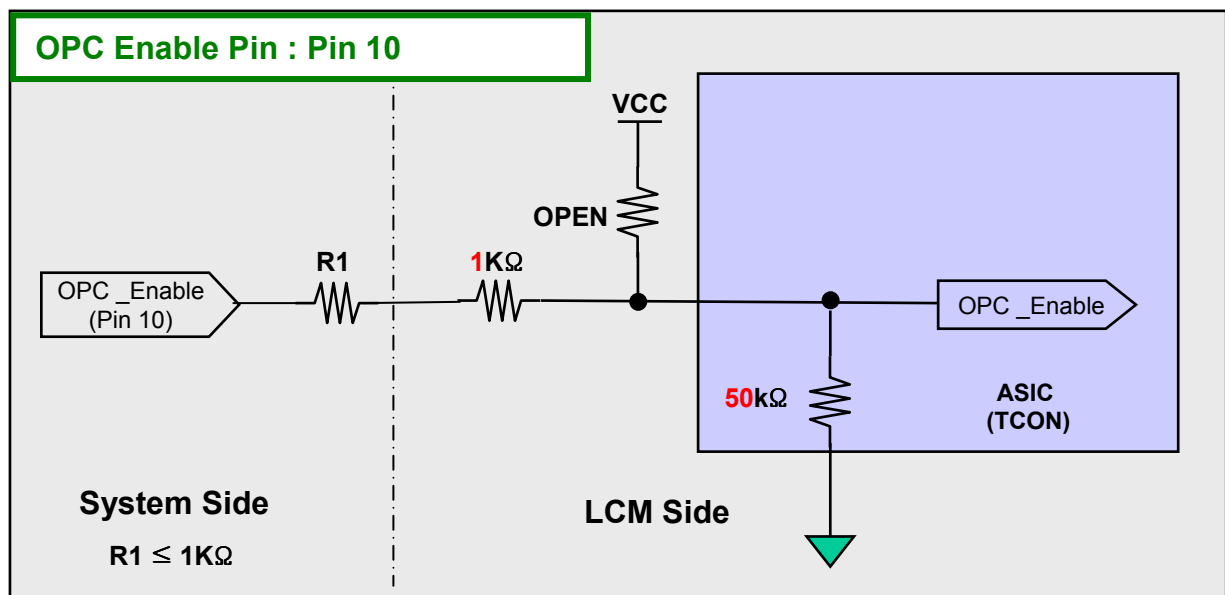 OPC Enable Pin : Pin 10
VCC
OPEN
R1
1KΩ
OPC _Enable
(Pin 10)
OPC _Enable
50kΩ
ASIC
(TCON)
System Side
R1 ≤ 1KΩ
LCM Side